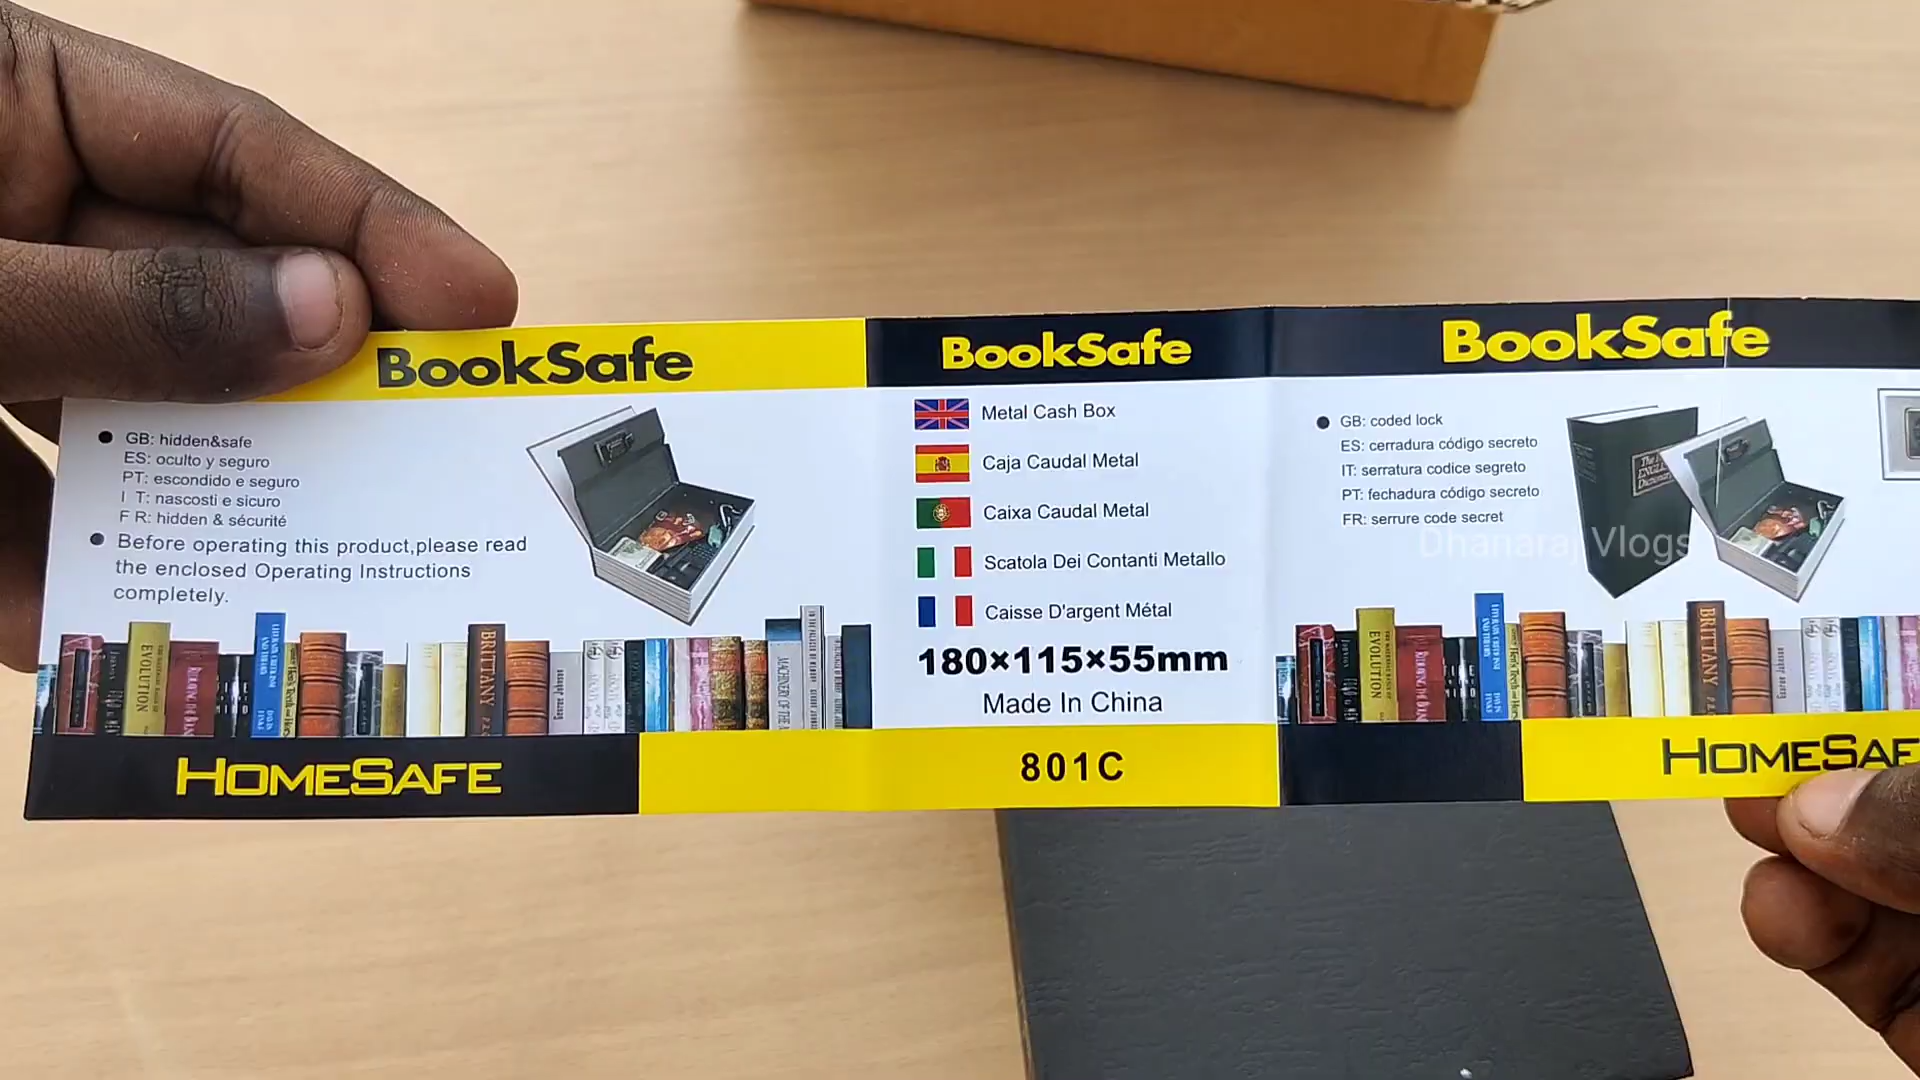 BookSafe
GB: hidden&safe
ES: oculto y seguro
PT: escondido e seguro
I T: nascosti e sicuro
F R: hidden & sécurité
Before operating this product,please read
the enclosed Operating Instructions
completely.
EVOLUTION
BRITTANY
George Johnson
HOMESAFE
BookSafe
Metal Cash Box
Caja Caudal Metal
Caixa Caudal Metal
Scatola Dei Contanti Metallo
Caisse D'argent Métal
180×115×55mm
Made In China
801C
BookSafe
GB: coded lock
ES: cerradura código secreto
IT: serratura codice segreto
PT: fechadura código secreto
FR: serrure code secret
Dhanaraj Vlogs
EVOLUTION
BRITTANY
HOMESAF